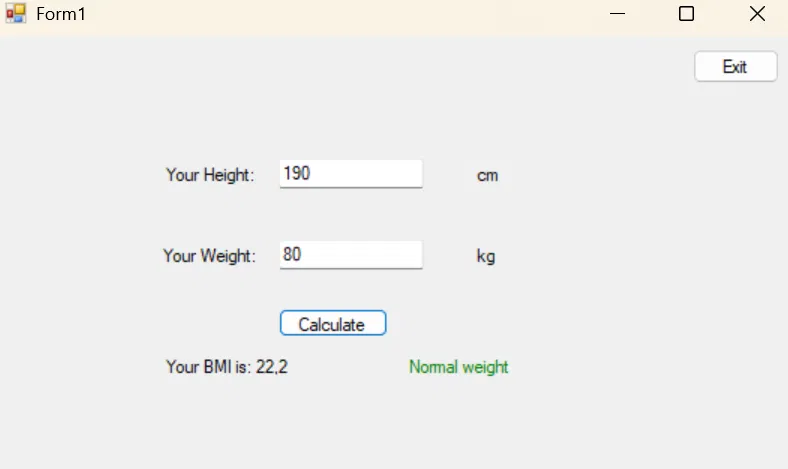 Form1
Exit
Your Height: 190 cm
Your Weight: 80 kg
Calculate
Your BMI is: 22,2 Normal weight